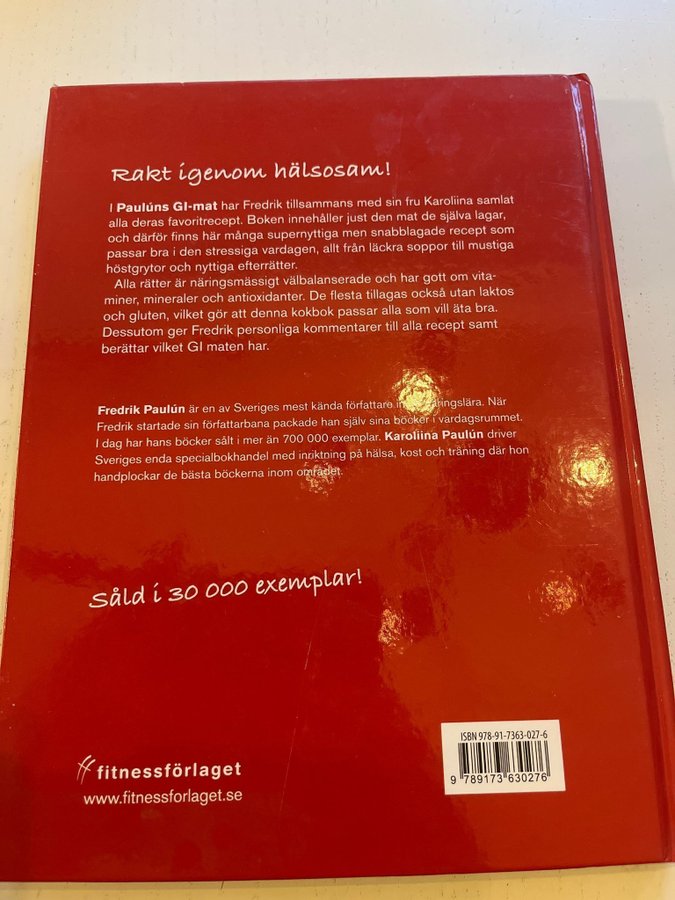 Rakt igenom hälsosam!
I Paulúns GI-mat har Fredrik tillsammans med sin fru Karoliina samlat
alla deras favoritrecept. Boken innehåller just den mat de själva lagar,
och därför finns här många supernyttiga men snabblagade recept som
passar bra i den stressiga vardagen, allt från läckra soppor till mustiga
höstgrytor och nyttiga efterrätter.
Alla rätter är näringsmässigt välbalanserade och har gott om vita-
miner, mineraler och antioxidanter. De flesta tillagas också utan laktos
och gluten, vilket gör att denna kokbok passar alla som vill äta bra.
Dessutom ger Fredrik personliga kommentarer till alla recept samt
berättar vilket GI maten har.
Fredrik Paulún är en av Sveriges mest kända författare inom näringslära. När
Fredrik startade sin författarbana packade han själv sina böcker i vardagsrummet.
I dag har hans böcker sålt i mer än 700 000 exemplar. Karoliina Paulún driver
Sveriges enda specialbokhandel med inriktning på hälsa, kost och träning där hon
handplockar de bästa böckerna inom området.
Såld i 30 000 exemplar!
fitnessförlaget
www.fitnessforlaget.se
ISBN 978-91-7363-027-6
9 789173 630276